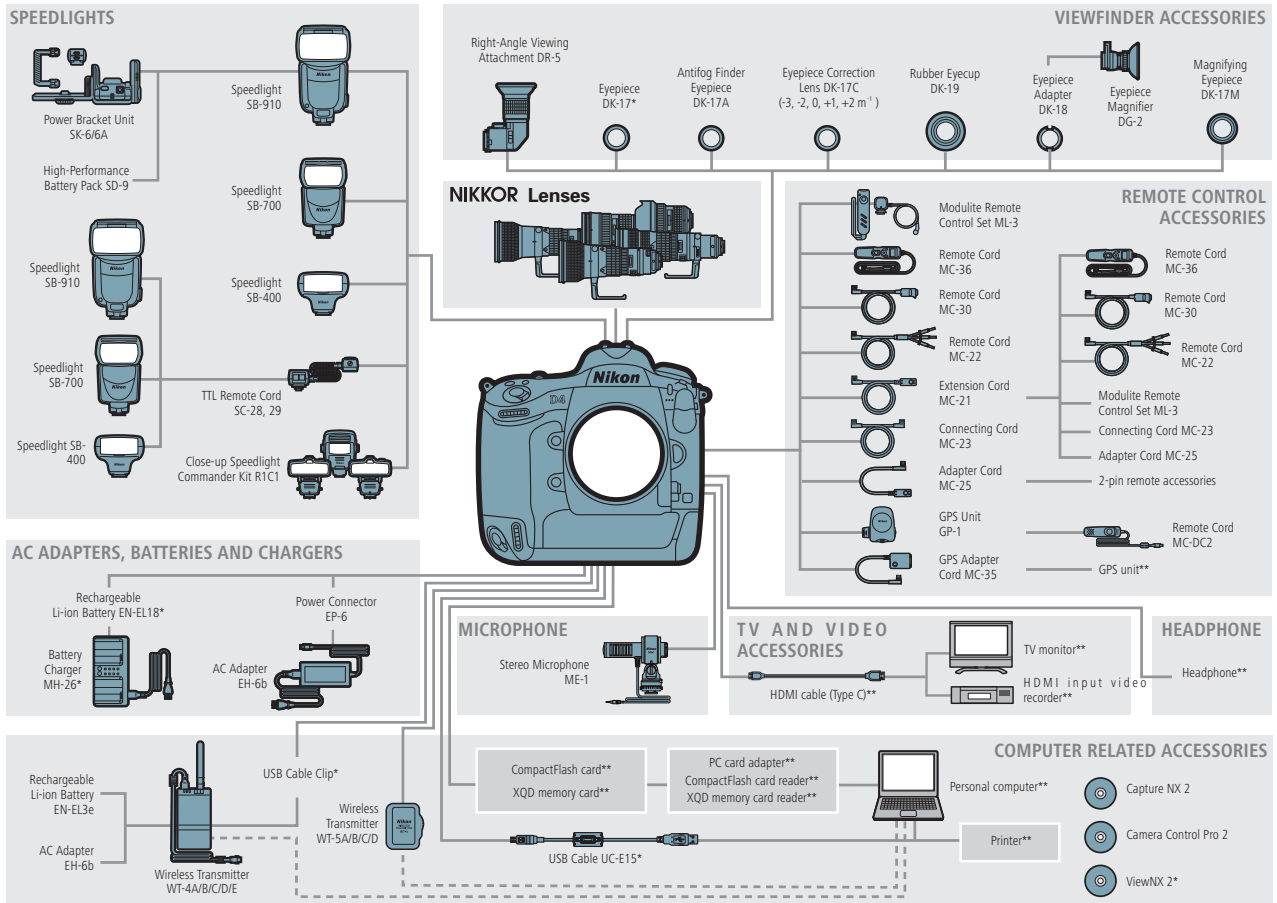 SPEEDLIGHTS
Power Bracket Unit
SK-6/6A
High-Performance
Battery Pack SD-9
Speedlight
SB-910
Speedlight
SB-700
Speedlight
SB-400
Speedlight
SB-910
Speedlight
SB-700
Speedlight SB-
400
TTL Remote Cord
SC-28, 29
Close-up Speedlight
Commander Kit R1C1
VIEWFINDER ACCESSORIES
Right-Angle Viewing
Attachment DR-5
Eyepiece
DK-17*
Antifog Finder
Eyepiece
DK-17A
Eyepiece Correction
Lens DK-17C
(-3, -2, 0, +1, +2 m⁻¹ )
Rubber Eyecup
DK-19
Eyepiece
Adapter
DK-18
Eyepiece
Magnifier
DG-2
Magnifying
Eyepiece
DK-17M
NIKKOR Lenses
Nikon
D4
REMOTE CONTROL
ACCESSORIES
Modulite Remote
Control Set ML-3
Remote Cord
MC-36
Remote Cord
MC-30
Remote Cord
MC-22
Extension Cord
MC-21
Connecting Cord
MC-23
Adapter Cord
MC-25
GPS Unit
GP-1
GPS Adapter
Cord MC-35
Remote Cord
MC-36
Remote Cord
MC-30
Remote Cord
MC-22
Modulite Remote
Control Set ML-3
Connecting Cord MC-23
Adapter Cord MC-25
2-pin remote accessories
Remote Cord
MC-DC2
GPS unit**
AC ADAPTERS, BATTERIES AND CHARGERS
Rechargeable
Li-ion Battery EN-EL18*
Battery
Charger
MH-26*
Power Connector
EP-6
AC Adapter
EH-6b
MICROPHONE
Stereo Microphone
ME-1
TV AND VIDEO
ACCESSORIES
HDMI cable (Type C)**
TV monitor**
HDMI input video
recorder**
HEADPHONE
Headphone**
COMPUTER RELATED ACCESSORIES
Rechargeable
Li-ion Battery
EN-EL3e
AC Adapter
EH-6b
Wireless Transmitter
WT-4A/B/C/D/E
USB Cable Clip*
Wireless
Transmitter
WT-5A/B/C/D
CompactFlash card**
XQD memory card**
PC card adapter**
CompactFlash card reader**
XQD memory card reader**
USB Cable UC-E15*
Personal computer**
Printer**
Capture NX 2
Camera Control Pro 2
ViewNX 2*